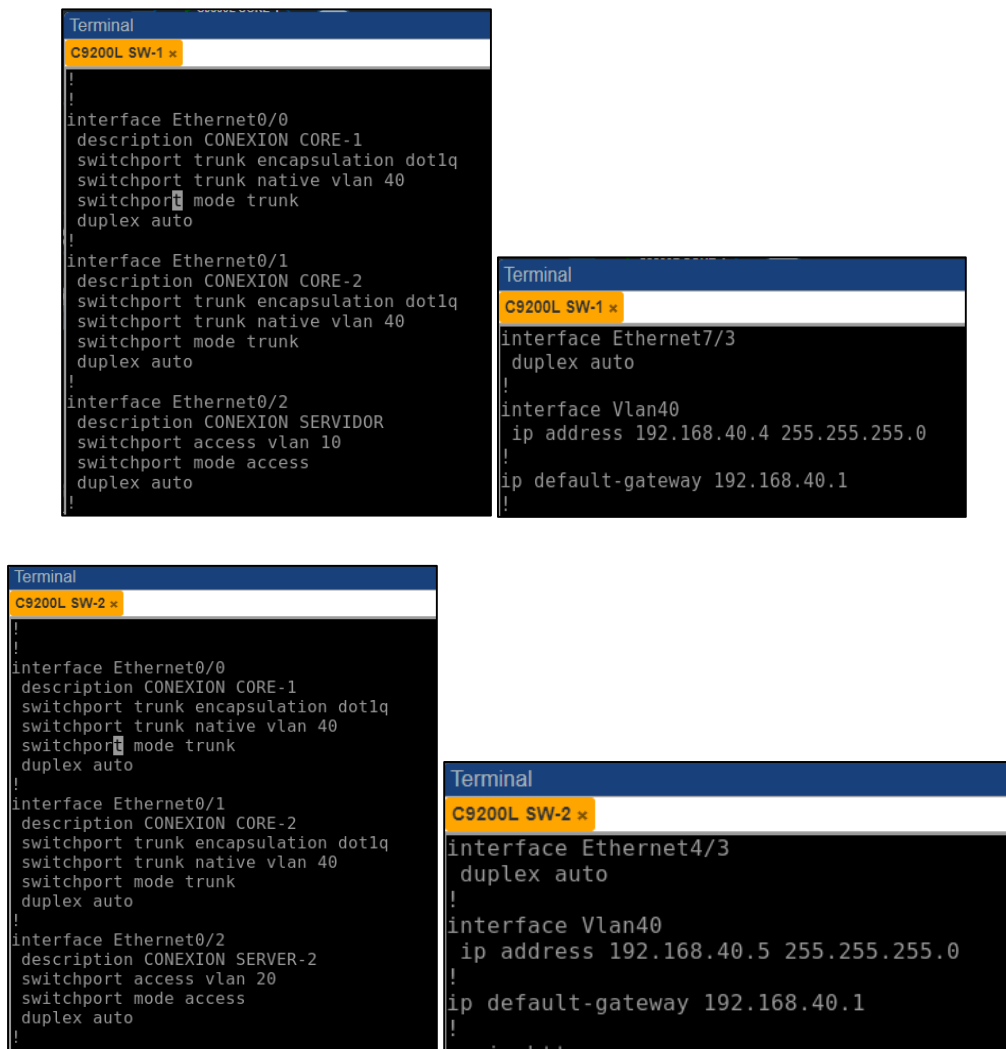 Terminal
C9200L SW-1 ×
!
!
interface Ethernet0/0
description CONEXION CORE-1
switchport trunk encapsulation dot1q
switchport trunk native vlan 40
switchport mode trunk
duplex auto
!
interface Ethernet0/1
description CONEXION CORE-2
switchport trunk encapsulation dot1q
switchport trunk native vlan 40
switchport mode trunk
duplex auto
!
interface Ethernet0/2
description CONEXION SERVIDOR
switchport access vlan 10
switchport mode access
duplex auto
!
Terminal
C9200L SW-1 ×
interface Ethernet7/3
duplex auto
!
interface Vlan40
ip address 192.168.40.4 255.255.255.0
!
ip default-gateway 192.168.40.1
!
Terminal
C9200L SW-2 ×
!
!
interface Ethernet0/0
description CONEXION CORE-1
switchport trunk encapsulation dot1q
switchport trunk native vlan 40
switchport mode trunk
duplex auto
!
interface Ethernet0/1
description CONEXION CORE-2
switchport trunk encapsulation dot1q
switchport trunk native vlan 40
switchport mode trunk
duplex auto
!
interface Ethernet0/2
description CONEXION SERVER-2
switchport access vlan 20
switchport mode access
duplex auto
!
Terminal
C9200L SW-2 ×
interface Ethernet4/3
duplex auto
!
interface Vlan40
ip address 192.168.40.5 255.255.255.0
!
ip default-gateway 192.168.40.1
!